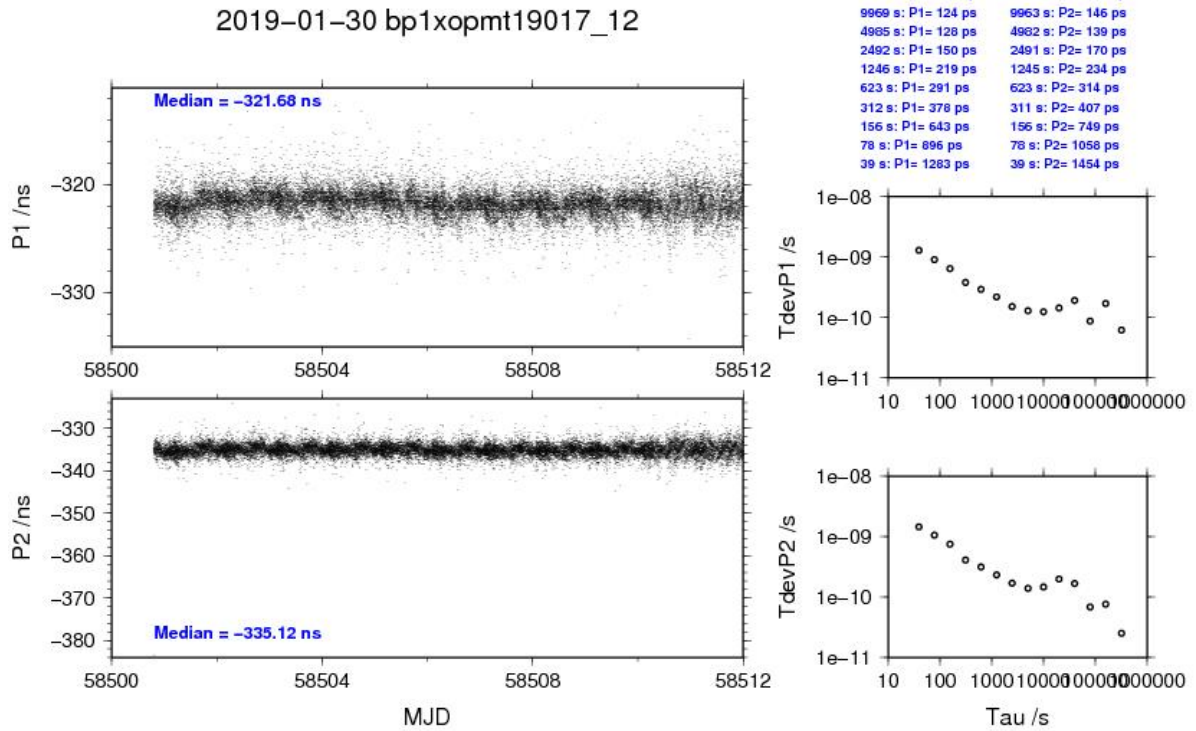 2019−01−30 bp1xopmt19017_12
9969 s: P1= 124 ps 9963 s: P2= 146 ps
4985 s: P1= 128 ps 4982 s: P2= 139 ps
2492 s: P1= 150 ps 2491 s: P2= 170 ps
1246 s: P1= 219 ps 1245 s: P2= 234 ps
623 s: P1= 291 ps 623 s: P2= 314 ps
312 s: P1= 378 ps 311 s: P2= 407 ps
156 s: P1= 643 ps 156 s: P2= 749 ps
78 s: P1= 896 ps 78 s: P2= 1058 ps
39 s: P1= 1283 ps 39 s: P2= 1454 ps
Median = −321.68 ns
P1 /ns
−320
−330
58500 58504 58508 58512
TdevP1 /s
1e−08
1e−09
1e−10
1e−11
10 100 1000 10000 100000 1000000
P2 /ns
−330
−340
−350
−360
−370
−380
Median = −335.12 ns
58500 58504 58508 58512
MJD
TdevP2 /s
1e−08
1e−09
1e−10
1e−11
10 100 1000 10000 100000 1000000
Tau /s